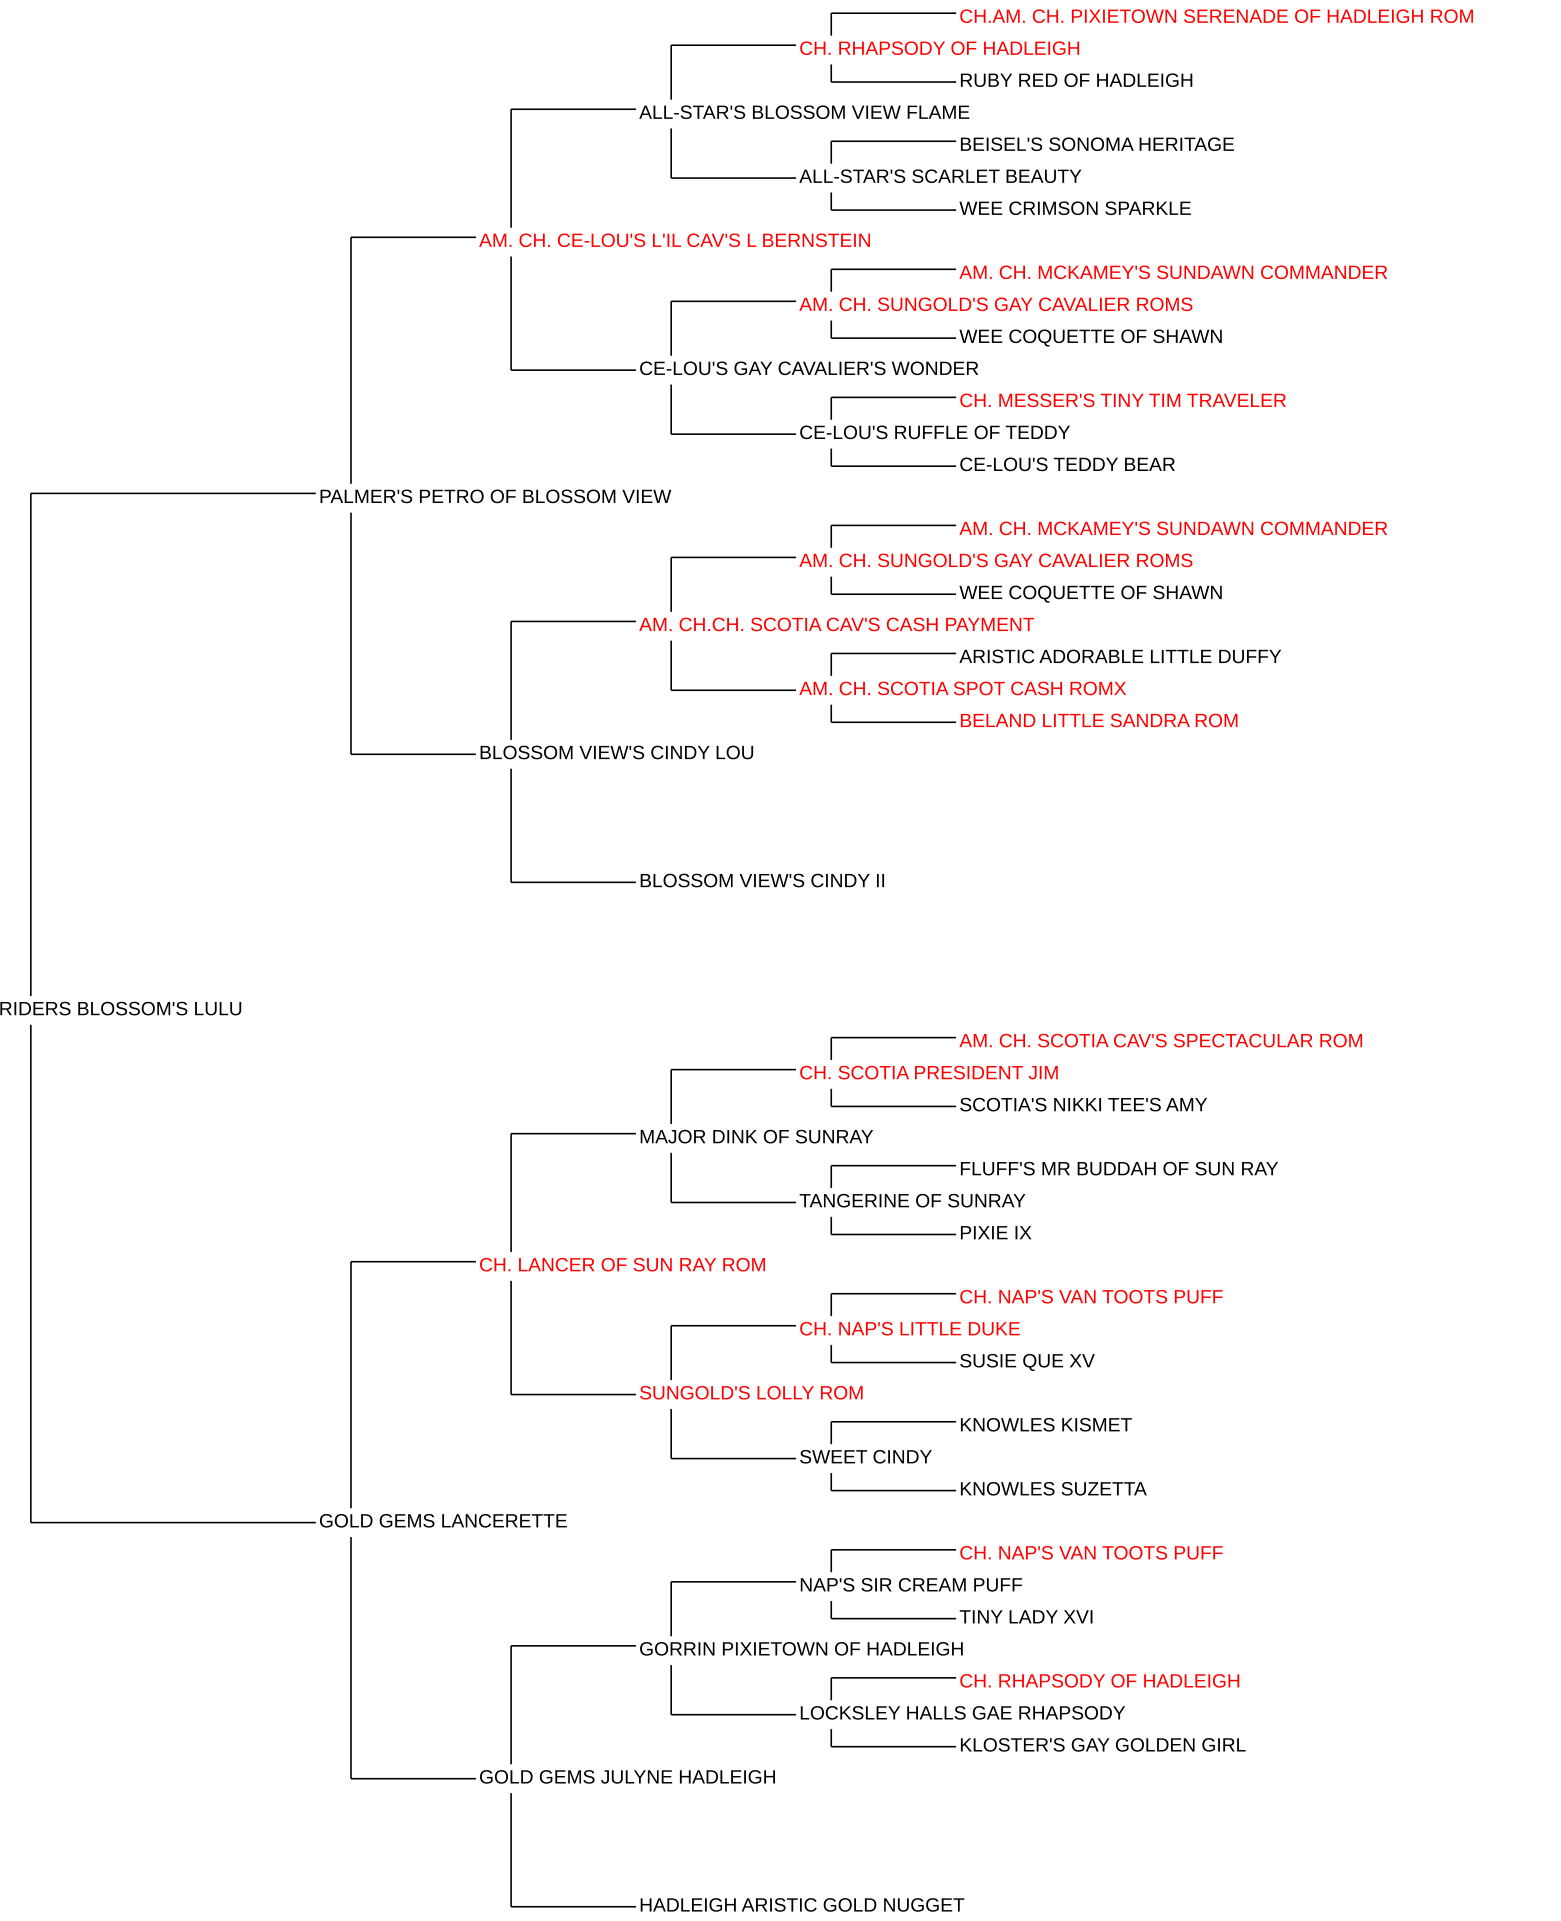 CH.AM. CH. PIXIETOWN SERENADE OF HADLEIGH ROM
CH. RHAPSODY OF HADLEIGH
RUBY RED OF HADLEIGH
ALL-STAR'S BLOSSOM VIEW FLAME
BEISEL'S SONOMA HERITAGE
ALL-STAR'S SCARLET BEAUTY
WEE CRIMSON SPARKLE
AM. CH. CE-LOU'S L'IL CAV'S L BERNSTEIN
AM. CH. MCKAMEY'S SUNDAWN COMMANDER
AM. CH. SUNGOLD'S GAY CAVALIER ROMS
WEE COQUETTE OF SHAWN
CE-LOU'S GAY CAVALIER'S WONDER
CH. MESSER'S TINY TIM TRAVELER
CE-LOU'S RUFFLE OF TEDDY
CE-LOU'S TEDDY BEAR
PALMER'S PETRO OF BLOSSOM VIEW
AM. CH. MCKAMEY'S SUNDAWN COMMANDER
AM. CH. SUNGOLD'S GAY CAVALIER ROMS
WEE COQUETTE OF SHAWN
AM. CH.CH. SCOTIA CAV'S CASH PAYMENT
ARISTIC ADORABLE LITTLE DUFFY
AM. CH. SCOTIA SPOT CASH ROMX
BELAND LITTLE SANDRA ROM
BLOSSOM VIEW'S CINDY LOU
BLOSSOM VIEW'S CINDY II
RIDERS BLOSSOM'S LULU
AM. CH. SCOTIA CAV'S SPECTACULAR ROM
CH. SCOTIA PRESIDENT JIM
SCOTIA'S NIKKI TEE'S AMY
MAJOR DINK OF SUNRAY
FLUFF'S MR BUDDAH OF SUN RAY
TANGERINE OF SUNRAY
PIXIE IX
CH. LANCER OF SUN RAY ROM
CH. NAP'S VAN TOOTS PUFF
CH. NAP'S LITTLE DUKE
SUSIE QUE XV
SUNGOLD'S LOLLY ROM
KNOWLES KISMET
SWEET CINDY
KNOWLES SUZETTA
GOLD GEMS LANCERETTE
CH. NAP'S VAN TOOTS PUFF
NAP'S SIR CREAM PUFF
TINY LADY XVI
GORRIN PIXIETOWN OF HADLEIGH
CH. RHAPSODY OF HADLEIGH
LOCKSLEY HALLS GAE RHAPSODY
KLOSTER'S GAY GOLDEN GIRL
GOLD GEMS JULYNE HADLEIGH
HADLEIGH ARISTIC GOLD NUGGET